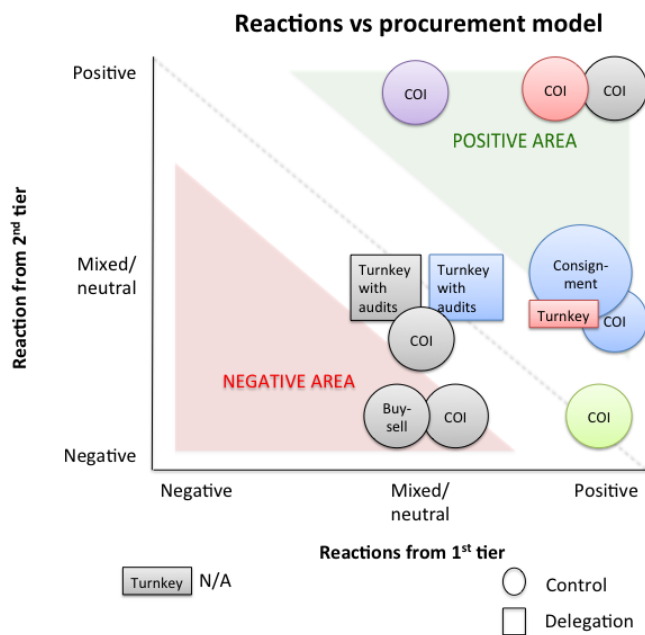 Reactions vs procurement model
Positive
COI
COI
COI
POSITIVE AREA
Reaction from 2nd tier
Mixed/
neutral
Turnkey
with
audits
Turnkey
with
audits
Consign-
ment
Turnkey
COI
COI
NEGATIVE AREA
Buy-
sell
COI
COI
Negative
Negative
Mixed/
neutral
Positive
Reactions from 1st tier
Turnkey
N/A
Control
Delegation